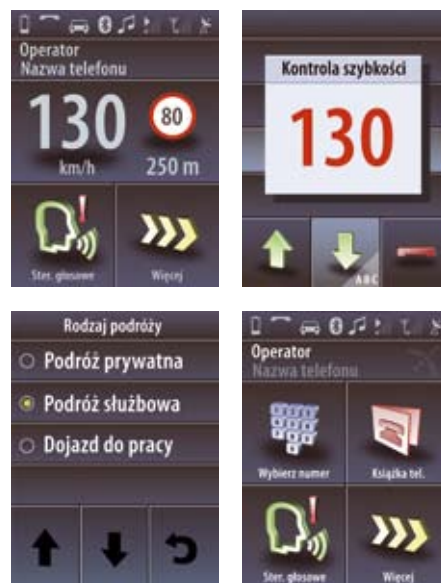 Operator
Nazwa telefonu
130
80
km/h
250 m
Ster. głosowe
Więcej
Kontrola szybkości
130
ABC
Rodzaj podróży
Podróż prywatna
Podróż służbowa
Dojazd do pracy
Operator
Nazwa telefonu
Wybierz numer
Książka tel.
Ster. głosowe
Więcej